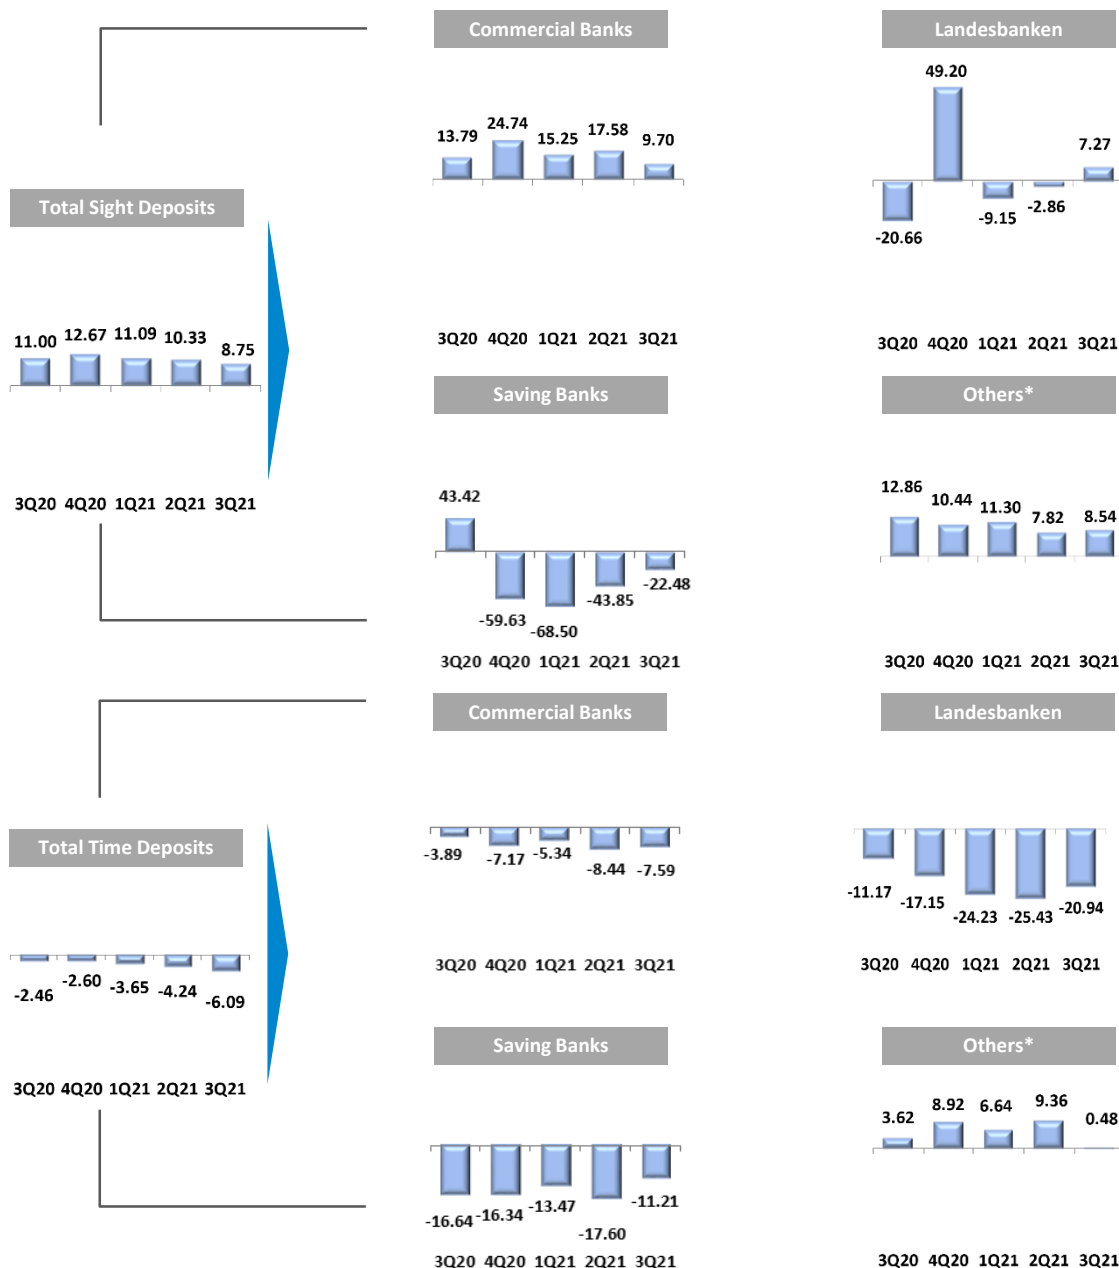 Commercial Banks
13.79 24.74 15.25 17.58 9.70
3Q20 4Q20 1Q21 2Q21 3Q21
Landesbanken
-20.66 49.20 -9.15 -2.86 7.27
3Q20 4Q20 1Q21 2Q21 3Q21
Total Sight Deposits
11.00 12.67 11.09 10.33 8.75
3Q20 4Q20 1Q21 2Q21 3Q21
Saving Banks
43.42 -59.63 -68.50 -43.85 -22.48
3Q20 4Q20 1Q21 2Q21 3Q21
Others*
12.86 10.44 11.30 7.82 8.54
3Q20 4Q20 1Q21 2Q21 3Q21
Commercial Banks
-3.89 -7.17 -5.34 -8.44 -7.59
3Q20 4Q20 1Q21 2Q21 3Q21
Landesbanken
-11.17 -17.15 -24.23 -25.43 -20.94
3Q20 4Q20 1Q21 2Q21 3Q21
Total Time Deposits
-2.46 -2.60 -3.65 -4.24 -6.09
3Q20 4Q20 1Q21 2Q21 3Q21
Saving Banks
-16.64 -16.34 -13.47 -17.60 -11.21
3Q20 4Q20 1Q21 2Q21 3Q21
Others*
3.62 8.92 6.64 9.36 0.48
3Q20 4Q20 1Q21 2Q21 3Q21